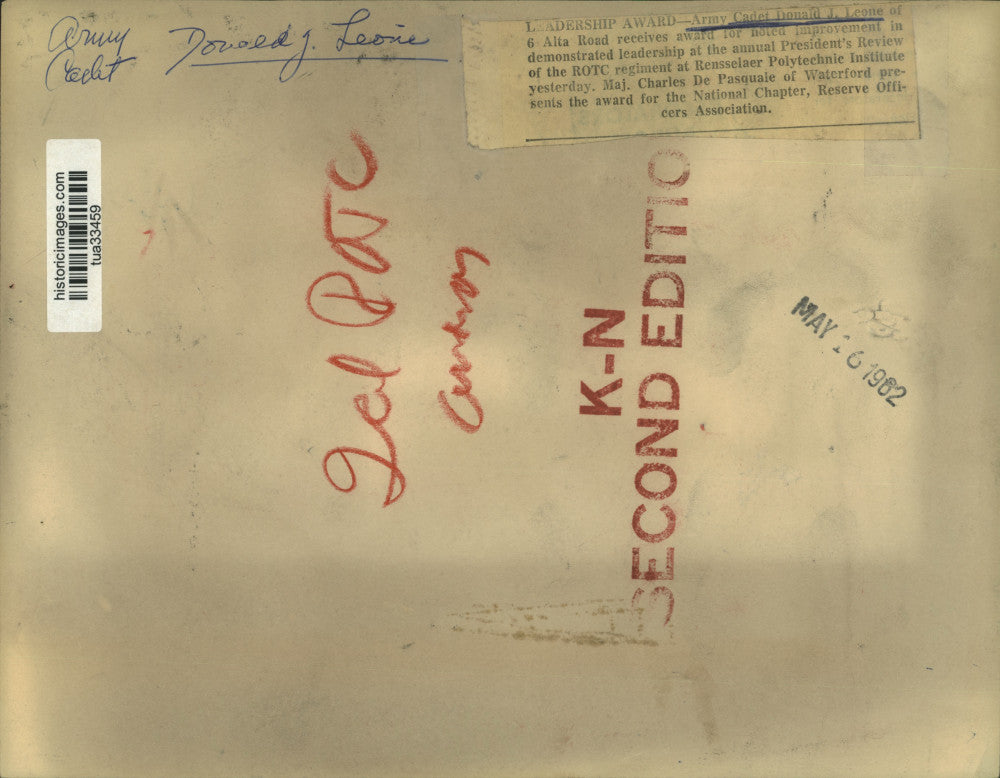 Army
Cadet
Donald J. Leone
LEADERSHIP AWARD—Army Cadet Donald J. Leone of
6 Alta Road receives award for noted improvement in
demonstrated leadership at the annual President's Review
of the ROTC regiment at Rensselaer Polytechnic Institute
yesterday. Maj. Charles De Pasquale of Waterford pre-
sents the award for the National Chapter, Reserve Offi-
cers Association.
historicimages.com
tua33459
K-N
SECOND EDITIO
MAY 16 1962